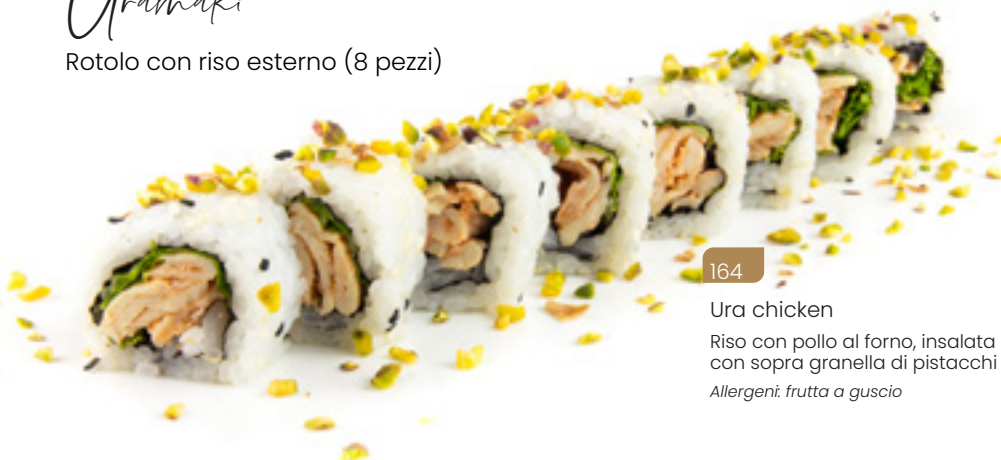 Uramaki
Rotolo con riso esterno (8 pezzi)
164
Ura chicken
Riso con pollo al forno, insalata
con sopra granella di pistacchi
Allergeni: frutta a guscio